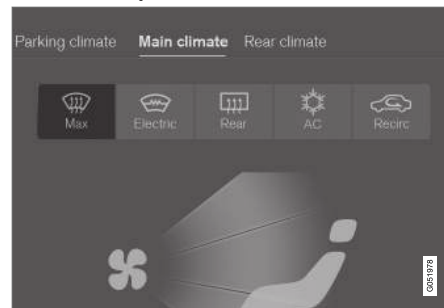 Parking climate Main climate Rear climate
Max Electric Rear AC Recirc
G051978